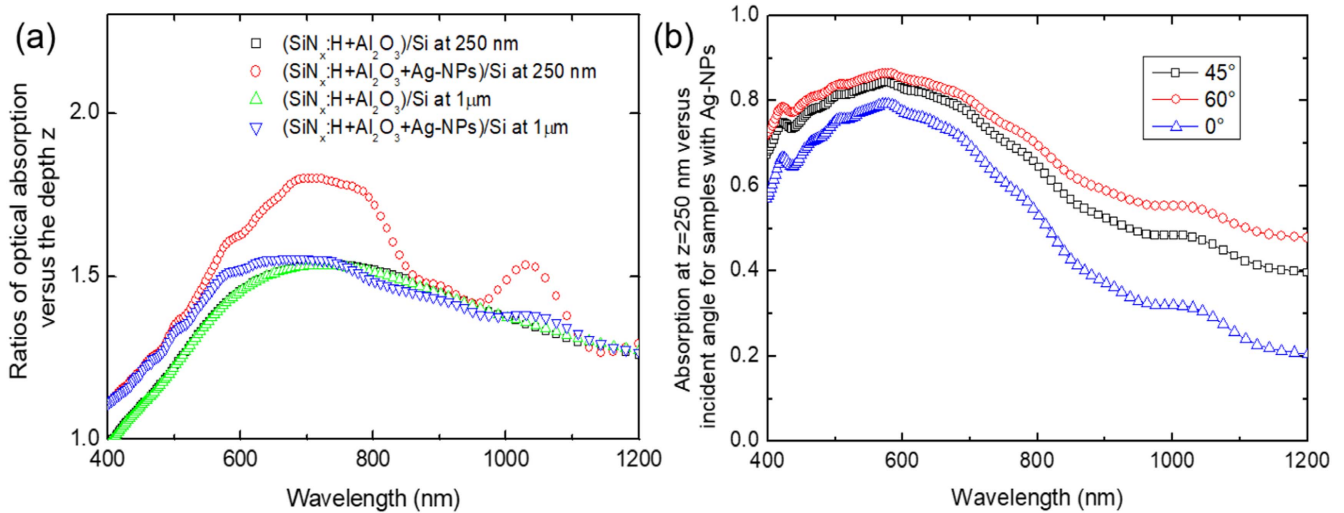 (a)
(SiNx:H+Al2O3)/Si at 250 nm
(SiNx:H+Al2O3+Ag-NPs)/Si at 250 nm
(SiNx:H+Al2O3)/Si at 1μm
(SiNx:H+Al2O3+Ag-NPs)/Si at 1μm
Ratios of optical absorption
versus the depth z
2.0
1.5
1.0
400
600
800
1000
1200
Wavelength (nm)
(b)
45°
60°
0°
Absorption at z=250 nm versus
incident angle for samples with Ag-NPs
1.0
0.8
0.6
0.4
0.2
0.0
400
600
800
1000
1200
Wavelength (nm)